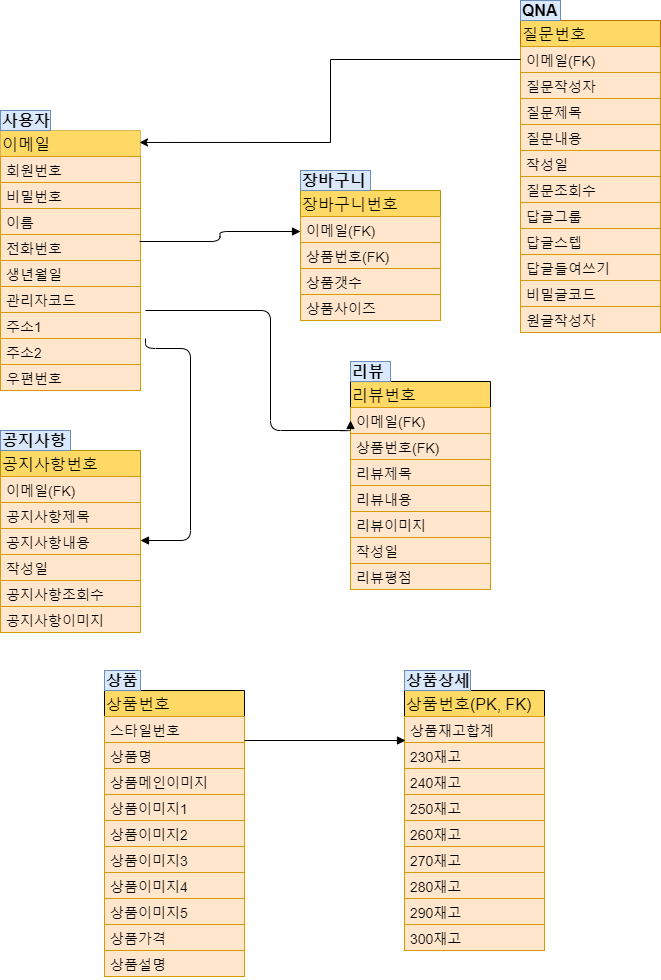 QNA
질문번호
이메일(FK)
질문작성자
질문제목
질문내용
작성일
질문조회수
답글그룹
답글스텝
답글들여쓰기
비밀글코드
원글작성자
사용자
이메일
회원번호
비밀번호
이름
전화번호
생년월일
관리자코드
주소1
주소2
우편번호
장바구니
장바구니번호
이메일(FK)
상품번호(FK)
상품갯수
상품사이즈
리뷰
리뷰번호
이메일(FK)
상품번호(FK)
리뷰제목
리뷰내용
리뷰이미지
작성일
리뷰평점
공지사항
공지사항번호
이메일(FK)
공지사항제목
공지사항내용
작성일
공지사항조회수
공지사항이미지
상품
상품번호
스타일번호
상품명
상품메인이미지
상품이미지1
상품이미지2
상품이미지3
상품이미지4
상품이미지5
상품가격
상품설명
상품상세
상품번호(PK, FK)
상품재고합계
230재고
240재고
250재고
260재고
270재고
280재고
290재고
300재고